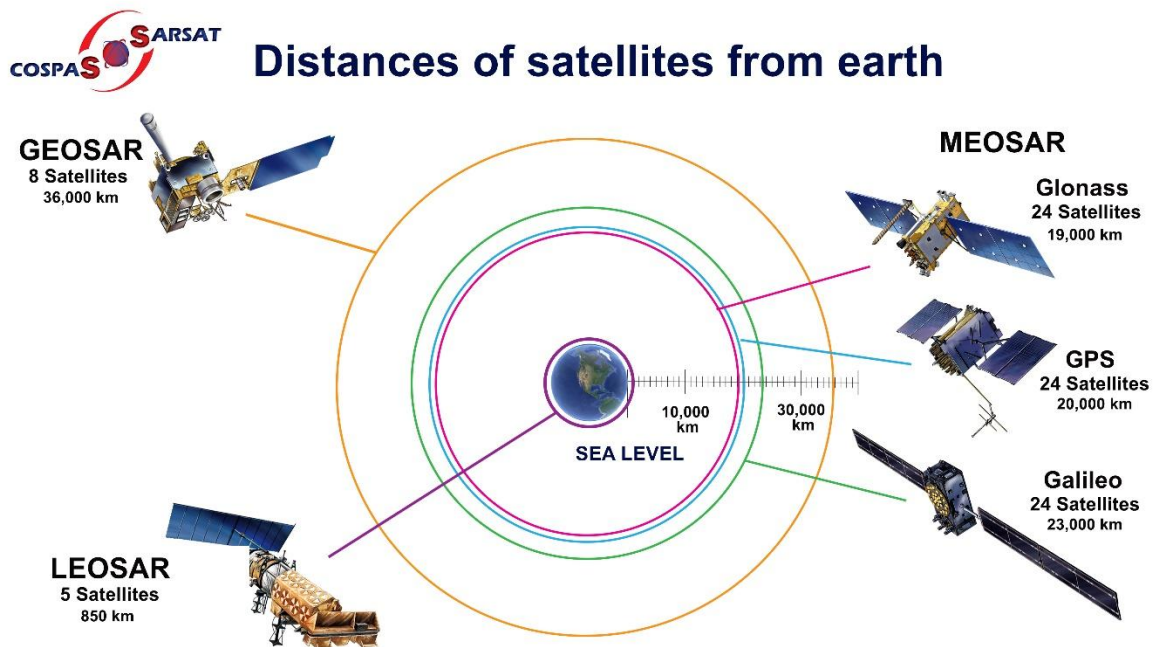 COSPAS SARSAT
Distances of satellites from earth
GEOSAR
8 Satellites
36,000 km
MEOSAR
Glonass
24 Satellites
19,000 km
GPS
24 Satellites
20,000 km
10,000
km
30,000
km
SEA LEVEL
Galileo
24 Satellites
23,000 km
LEOSAR
5 Satellites
850 km